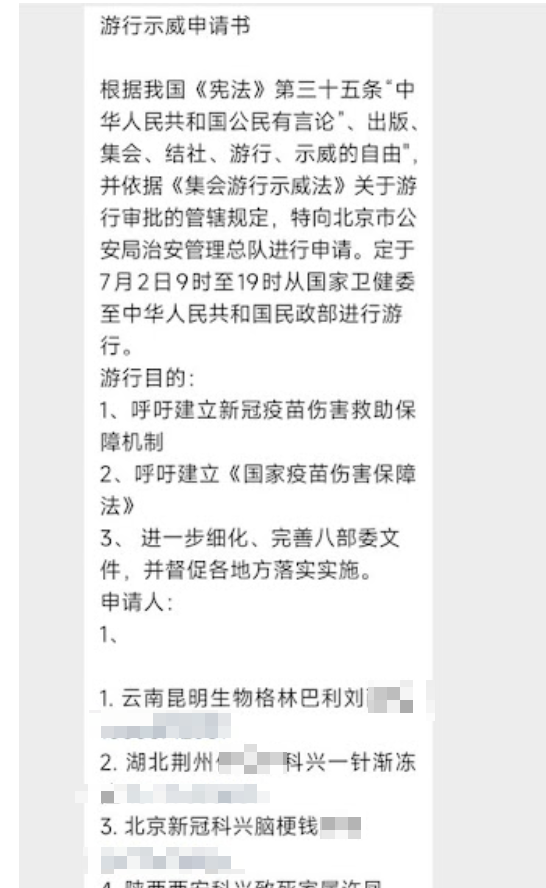 游行示威申请书
根据我国《宪法》第三十五条“中
华人民共和国公民有言论”、出版、
集会、结社、游行、示威的自由”,
并依据《集会游行示威法》关于游
行审批的管辖规定，特向北京市公
安局治安管理总队进行申请。定于
7月2日9时至19时从国家卫健委
至中华人民共和国民政部进行游
行。
游行目的：
1、呼吁建立新冠疫苗伤害救助保
障机制
2、呼吁建立《国家疫苗伤害保障
法》
3、 进一步细化、完善八部委文
件，并督促各地方落实实施。
申请人：
1、
1. 云南昆明生物格林巴利刘
2. 湖北荆州 科兴一针渐冻
3. 北京新冠科兴脑梗钱
4. 陕西西安科兴致死家属许